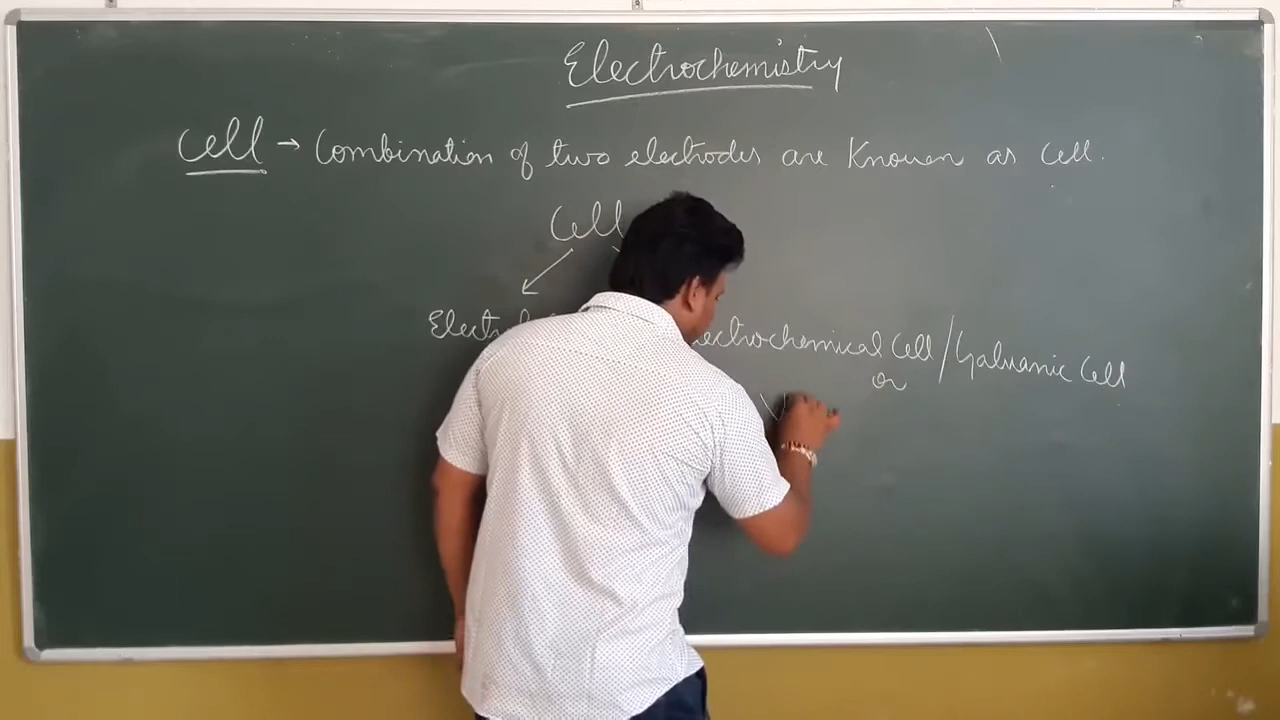 Electrochemistry
Cell → Combination of two electrodes are Known as Cell.
Cell
Electrochemical Cell / Galvanic Cell
or